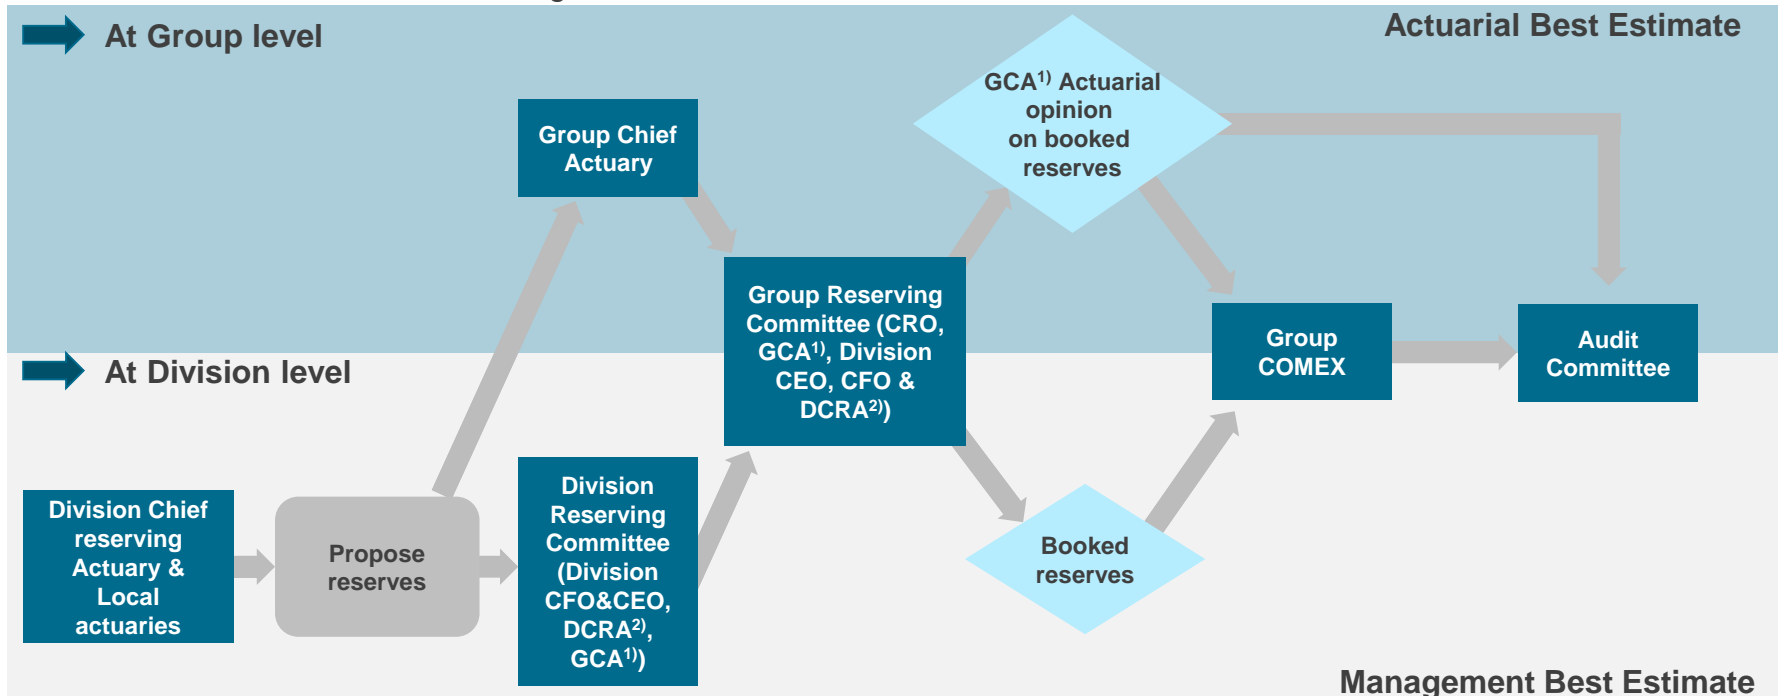 At Group level
Actuarial Best Estimate
GCA¹⁾ Actuarial
opinion
on booked
reserves
Group Chief
Actuary
Group Reserving
Committee (CRO,
GCA¹⁾, Division
CEO, CFO &
DCRA²⁾)
Group
COMEX
Audit
Committee
At Division level
Division Chief
reserving
Actuary &
Local
actuaries
Propose
reserves
Division
Reserving
Committee
(Division
CFO&CEO,
DCRA²⁾,
GCA¹⁾)
Booked
reserves
Management Best Estimate